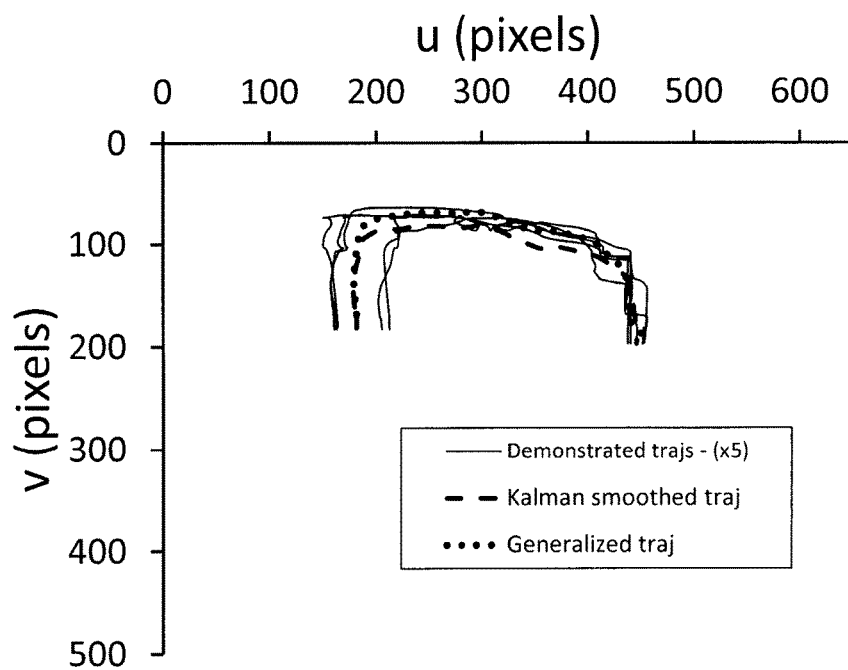 u (pixels)
0 100 200 300 400 500 600
0
100
200
300
400
500
v (pixels)
Demonstrated trajs - (x5)
Kalman smoothed traj
Generalized traj